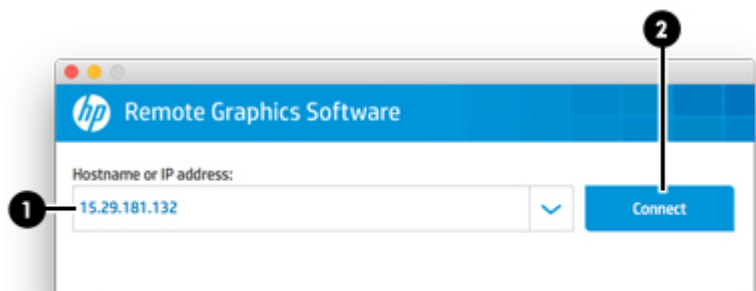 2
hp Remote Graphics Software
Hostname or IP address:
1 15.29.181.132 Connect